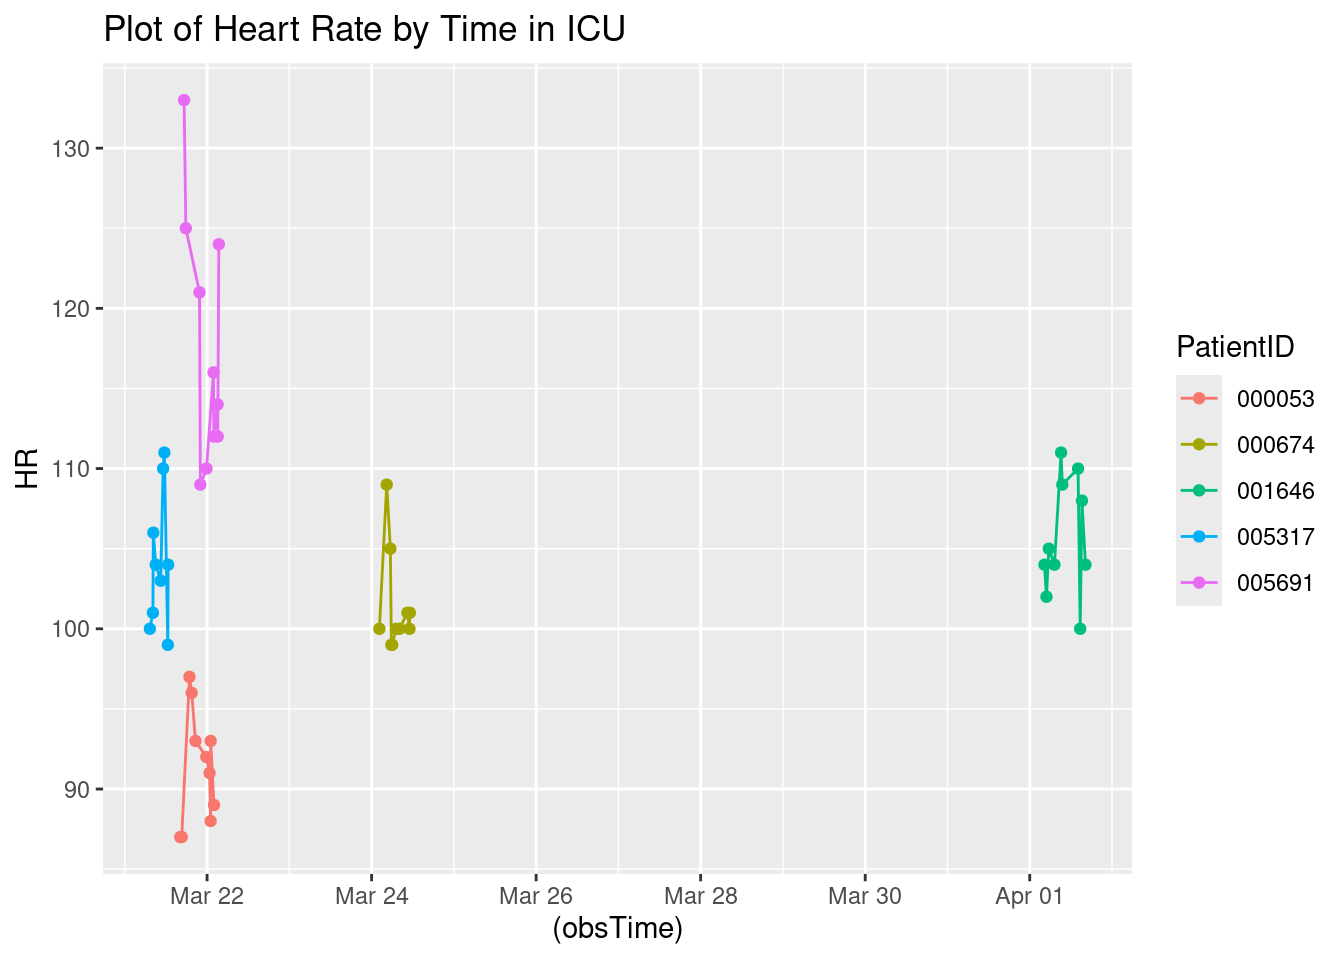 Plot of Heart Rate by Time in ICU
130
120
110
100
90
HR
Mar 22 Mar 24 Mar 26 Mar 28 Mar 30 Apr 01
(obsTime)
PatientID
000053
000674
001646
005317
005691